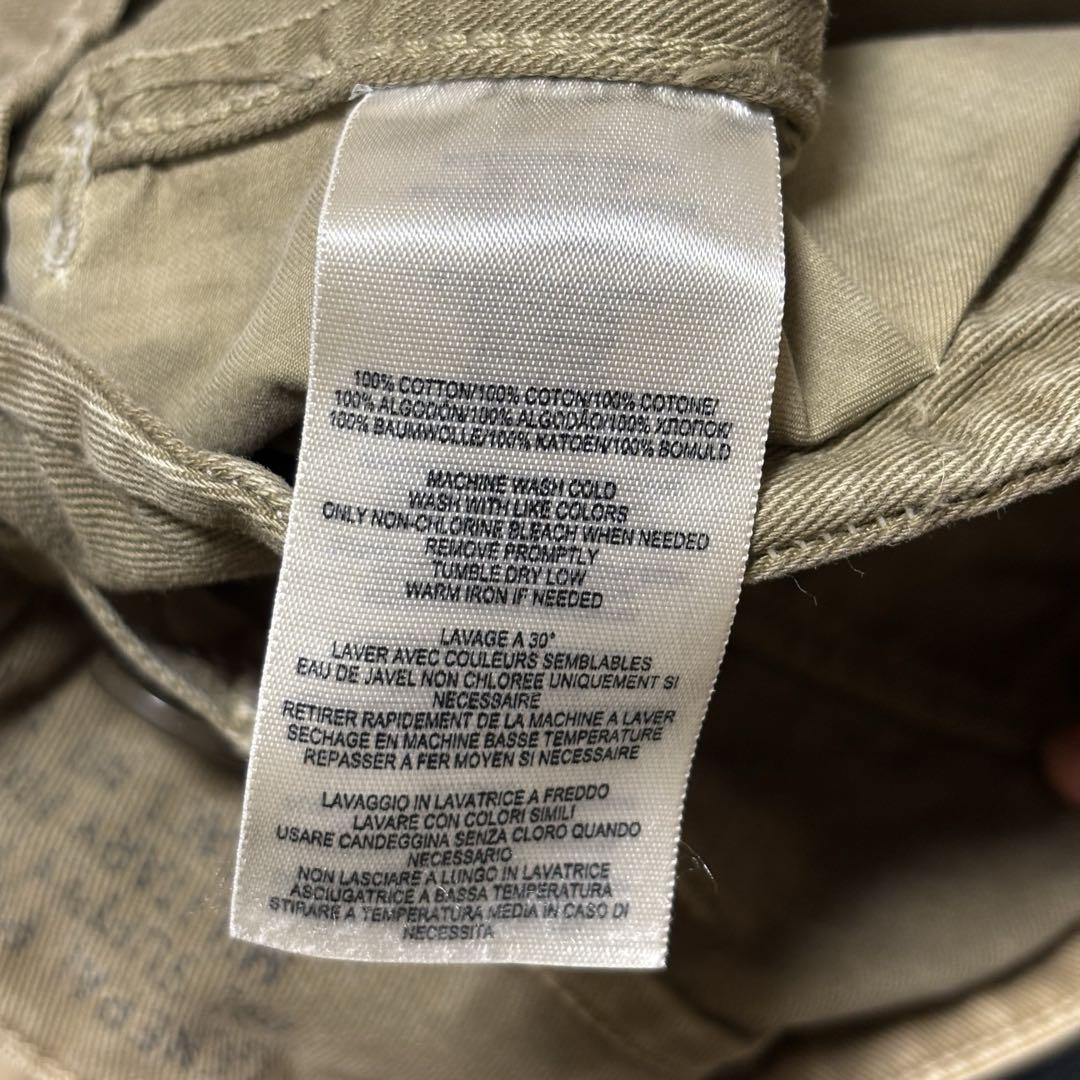 100% COTTON/100% COTON/100% COTONE/
100% ALGODÓN/100% ALGODÃO/100% ХЛОПОК/
100% BAUMWOLLE/100% KATOEN/100% BOMULD
MACHINE WASH COLD
WASH WITH LIKE COLORS
ONLY NON-CHLORINE BLEACH WHEN NEEDED
REMOVE PROMPTLY
TUMBLE DRY LOW
WARM IRON IF NEEDED
LAVAGE A 30°
LAVER AVEC COULEURS SEMBLABLES
EAU DE JAVEL NON CHLOREE UNIQUEMENT SI
NECESSAIRE
RETIRER RAPIDEMENT DE LA MACHINE A LAVER
SECHAGE EN MACHINE BASSE TEMPERATURE
REPASSER A FER MOYEN SI NECESSAIRE
LAVAGGIO IN LAVATRICE A FREDDO
LAVARE CON COLORI SIMILI
USARE CANDEGGINA SENZA CLORO QUANDO
NECESSARIO
NON LASCIARE A LUNGO IN LAVATRICE
ASCIUGATRICE A BASSA TEMPERATURA
STIRARE A TEMPERATURA MEDIA IN CASO DI
NECESSITA